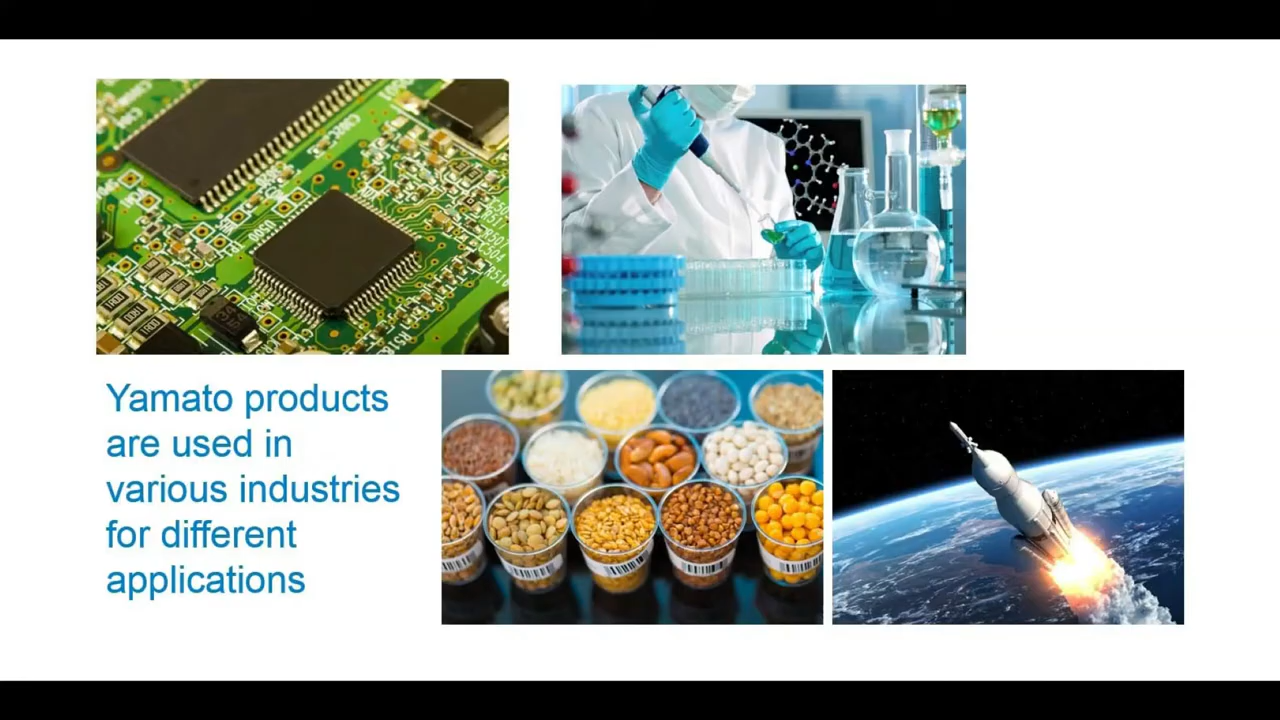 Yamato products
are used in
various industries
for different
applications